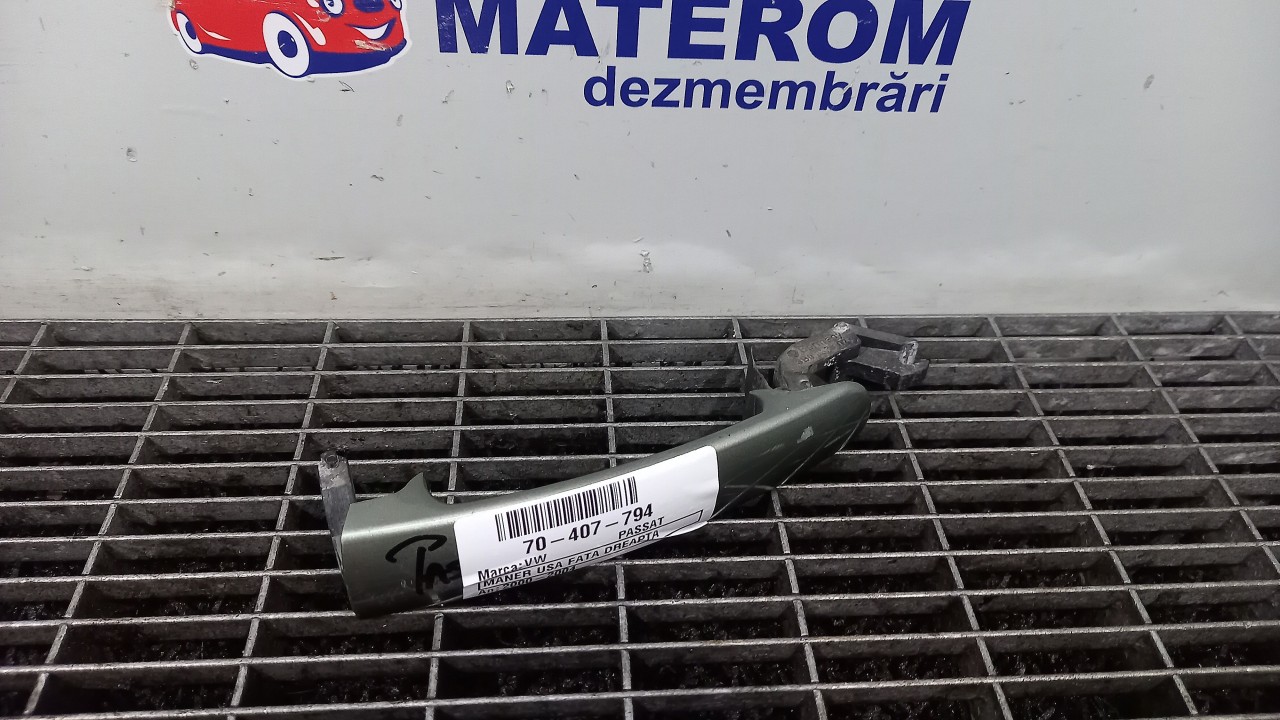 MATEROM
dezmembrări
70-407-794
Marca: VW PASSAT
MANER USA FATA DREAPTA